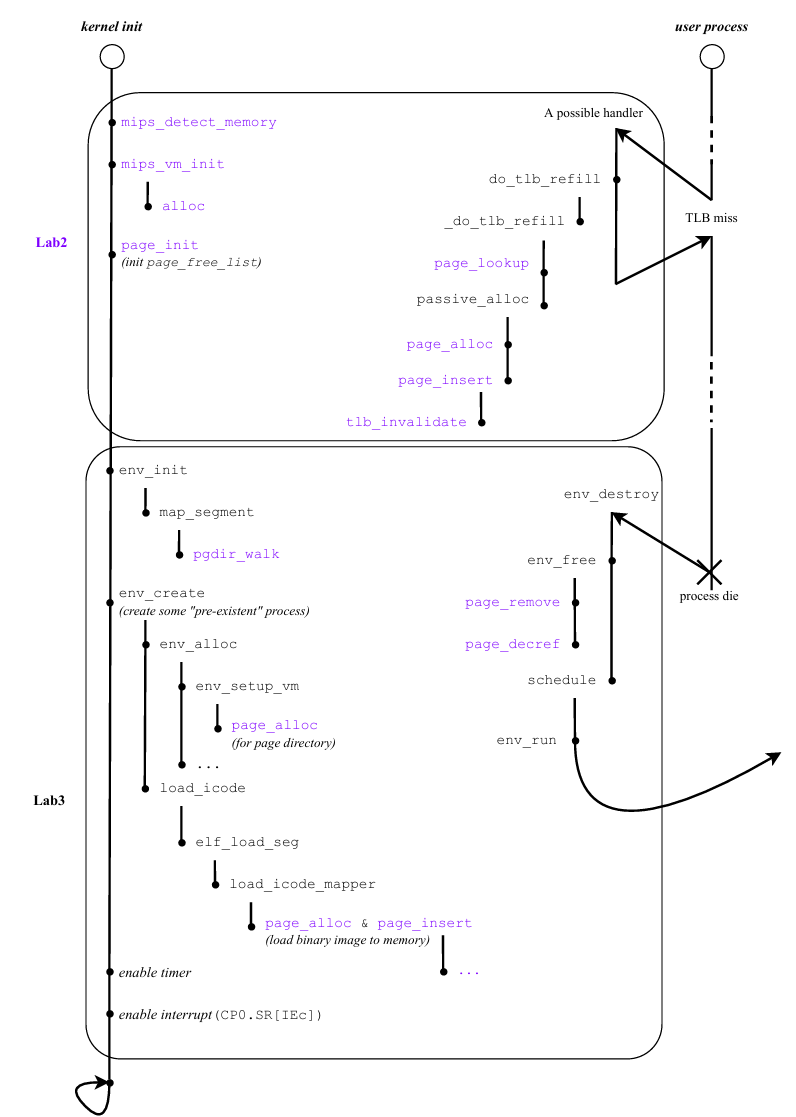 kernel init
user process
A possible handler
mips_detect_memory
mips_vm_init
do_tlb_refill
alloc
TLB miss
_do_tlb_refill
Lab2
page_init
(init page_free_list)
page_lookup
passive_alloc
page_alloc
page_insert
tlb_invalidate
env_init
env_destroy
map_segment
pgdir_walk
env_free
env_create
(create some "pre-existent" process)
page_remove
process die
env_alloc
page_decref
env_setup_vm
schedule
page_alloc
(for page directory)
env_run
...
load_icode
Lab3
elf_load_seg
load_icode_mapper
page_alloc & page_insert
(load binary image to memory)
enable timer
...
enable interrupt(CP0.SR[IEc])